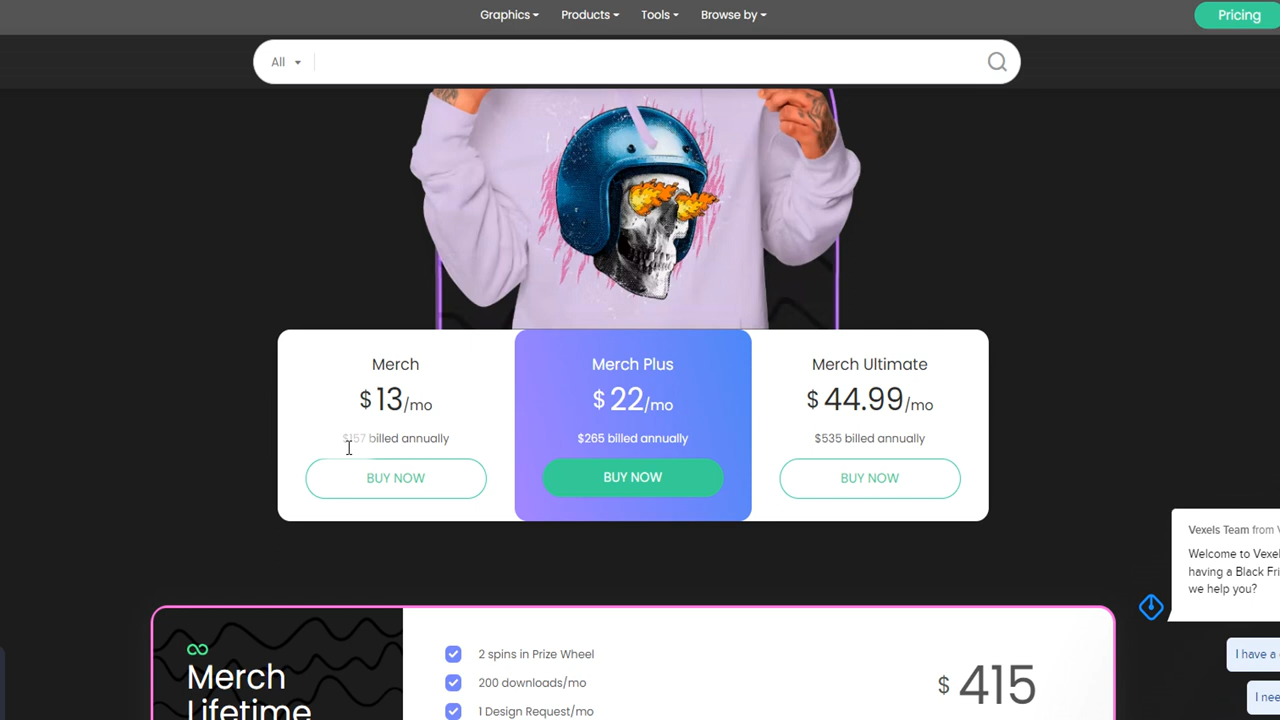 Graphics Products Tools Browse by Pricing
All
Merch
$ 13/mo
$157 billed annually
BUY NOW
Merch Plus
$ 22/mo
$265 billed annually
BUY NOW
Merch Ultimate
$ 44.99/mo
$535 billed annually
BUY NOW
Vexels Team from
Welcome to
having a Black
we help you?
I have a
I
Merch
Lifetime
2 spins in Prize Wheel
200 downloads/mo
1 Design Request/mo
$ 415